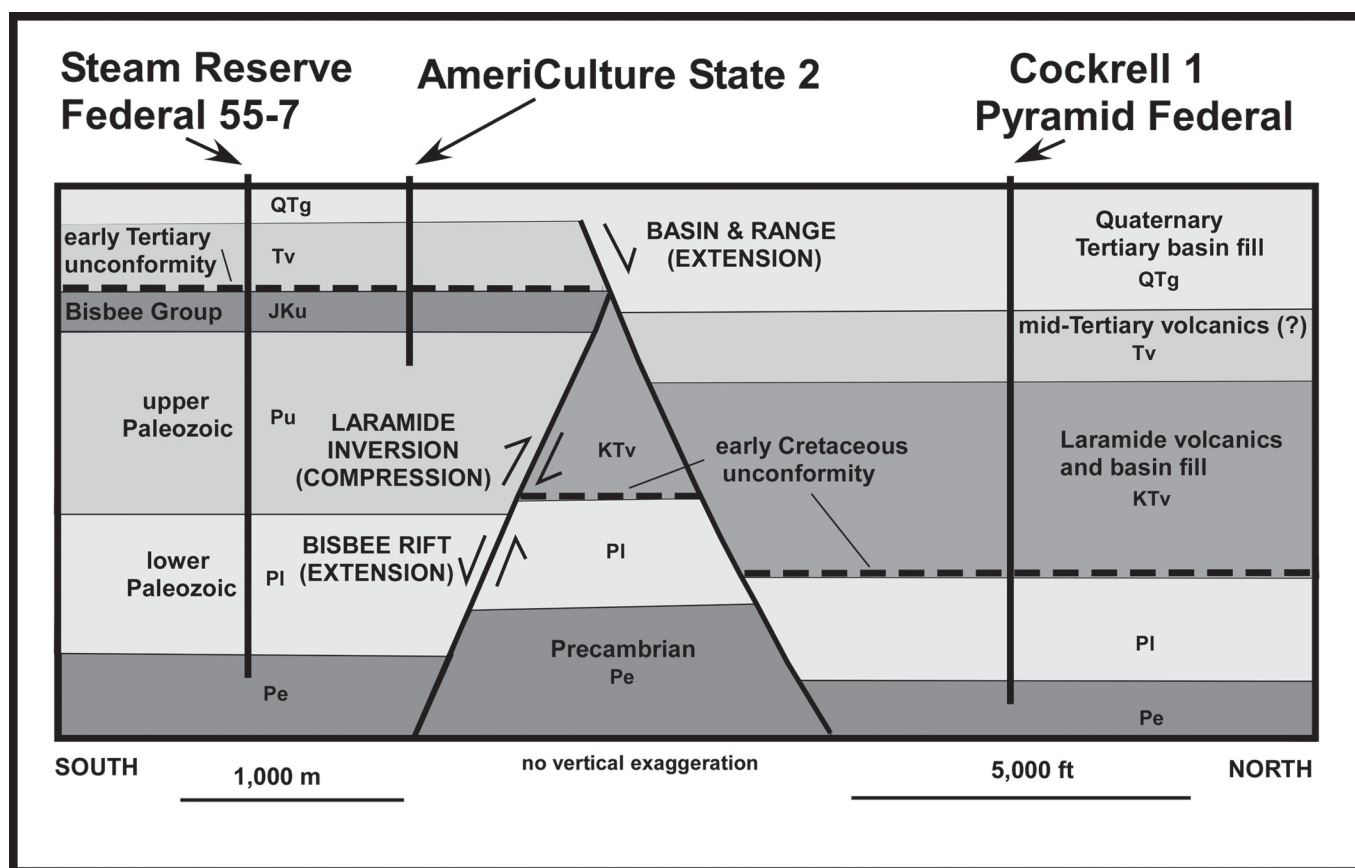 Steam Reserve
Federal 55-7
AmeriCulture State 2
Cockrell 1
Pyramid Federal
QTg
early Tertiary
unconformity
Tv
Bisbee Group
JKu
upper
Paleozoic
Pu
LARAMIDE
INVERSION
(COMPRESSION)
BISBEE RIFT
(EXTENSION)
lower
Paleozoic
Pl
Pe
BASIN & RANGE
(EXTENSION)
KTv
early Cretaceous
unconformity
Pl
Precambrian
Pe
Quaternary
Tertiary basin fill
QTg
mid-Tertiary volcanics (?)
Tv
Laramide volcanics
and basin fill
KTv
Pl
Pe
SOUTH
1,000 m
no vertical exaggeration
5,000 ft
NORTH